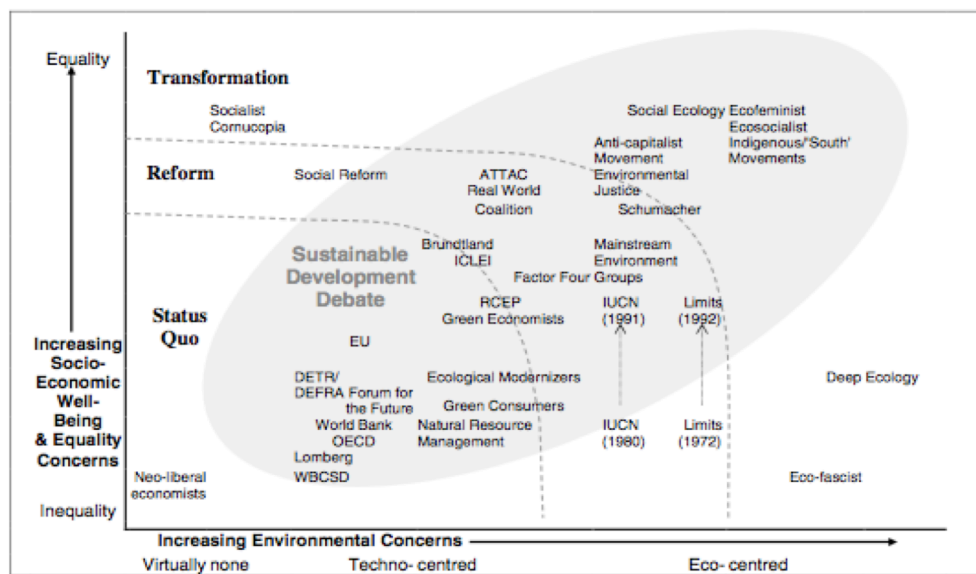 Equality
Transformation
Socialist
Cornucopia
Social Ecology Ecofeminist
Ecosocialist
Indigenous/'South'
Movements
Anti-capitalist
Movement
Environmental
Justice
Reform
Social Reform
ATTAC
Real World
Coalition
Schumacher
Sustainable
Development
Debate
Brundtland
ICLEI
Mainstream
Environment
Factor Four Groups
Status
Quo
RCEP
Green Economists
IUCN
(1991)
Limits
(1992)
EU
Increasing
Socio-
Economic
Well-
Being
& Equality
Concerns
DETR/
DEFRA Forum for
the Future
Ecological Modernizers
Green Consumers
Deep Ecology
World Bank
OECD
Natural Resource
Management
IUCN
(1980)
Limits
(1972)
Lomberg
WBCSD
Neo-liberal
economists
Eco-fascist
Inequality
Increasing Environmental Concerns
Virtually none
Techno- centred
Eco- centred